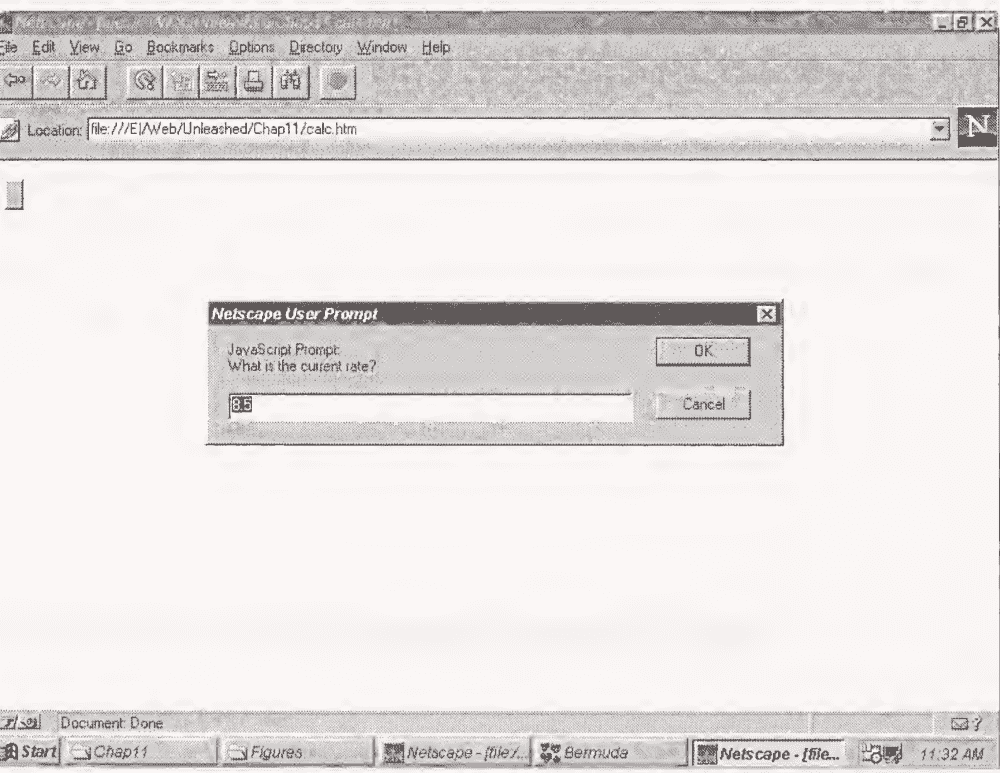 File Edit View Go Bookmarks Options Directory Window Help
Location: file:///E|/Web/Unleashed/Chap11/calc.htm
N
Netscape User Prompt
JavaScript Prompt:
What is the current rate?
OK
8.5
Cancel
Document: Done
Start Chap11 Figures Netscape - [file:/... Bermuda Netscape - [file... 11:32 AM